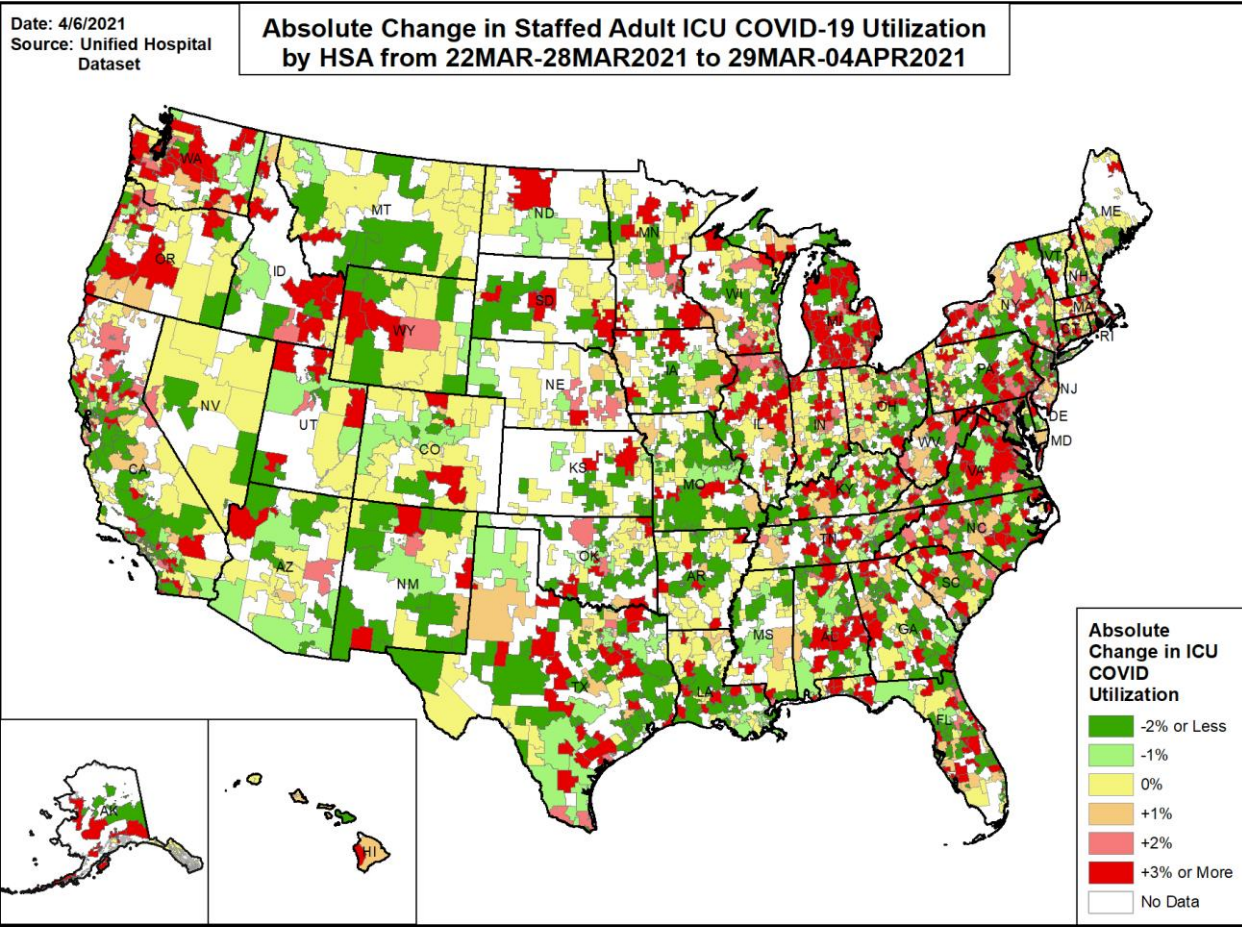 Date: 4/6/2021
Source: Unified Hospital
Dataset
Absolute Change in Staffed Adult ICU COVID-19 Utilization
by HSA from 22MAR-28MAR2021 to 29MAR-04APR2021
WA
MT
ND
MN
ME
OR
ID
SD
WI
MI
VT
NH
NY
MA
CT
RI
WY
IA
NE
PA
NJ
NV
UT
CO
IL
IN
OH
DE
MD
WV
CA
KS
MO
KY
VA
AZ
NM
OK
AR
TN
NC
SC
MS
AL
GA
TX
LA
FL
AK
HI
Absolute
Change in ICU
COVID
Utilization
-2% or Less
-1%
0%
+1%
+2%
+3% or More
No Data